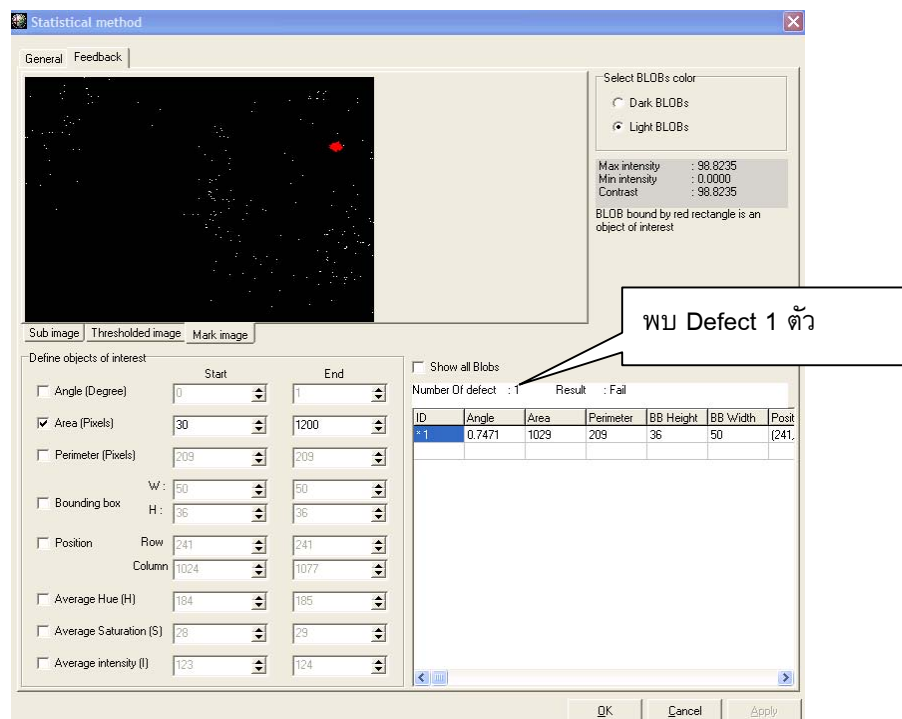 Statistical method
General Feedback
Select BLOBs color
Dark BLOBs
Light BLOBs
Max intensity : 98.8235
Min intensity : 0.0000
Contrast : 98.8235
BLOB bound by red rectangle is an
object of interest
พบ Defect 1 ตัว
Sub image Thresholded image Mark image
Define objects of interest
Start End
Angle (Degree) 0 1
Area (Pixels) 30 1200
Perimeter (Pixels) 209 209
Bounding box W : 50 50
H : 36 36
Position Row 241 241
Column 1024 1077
Average Hue (H) 184 185
Average Saturation (S) 28 29
Average intensity (I) 123 124
Show all Blobs
Number Of defect : 1 Result : Fail
ID Angle Area Perimeter BB Height BB Width Posit
* 1 0.7471 1029 209 36 50 (241,
OK Cancel Apply